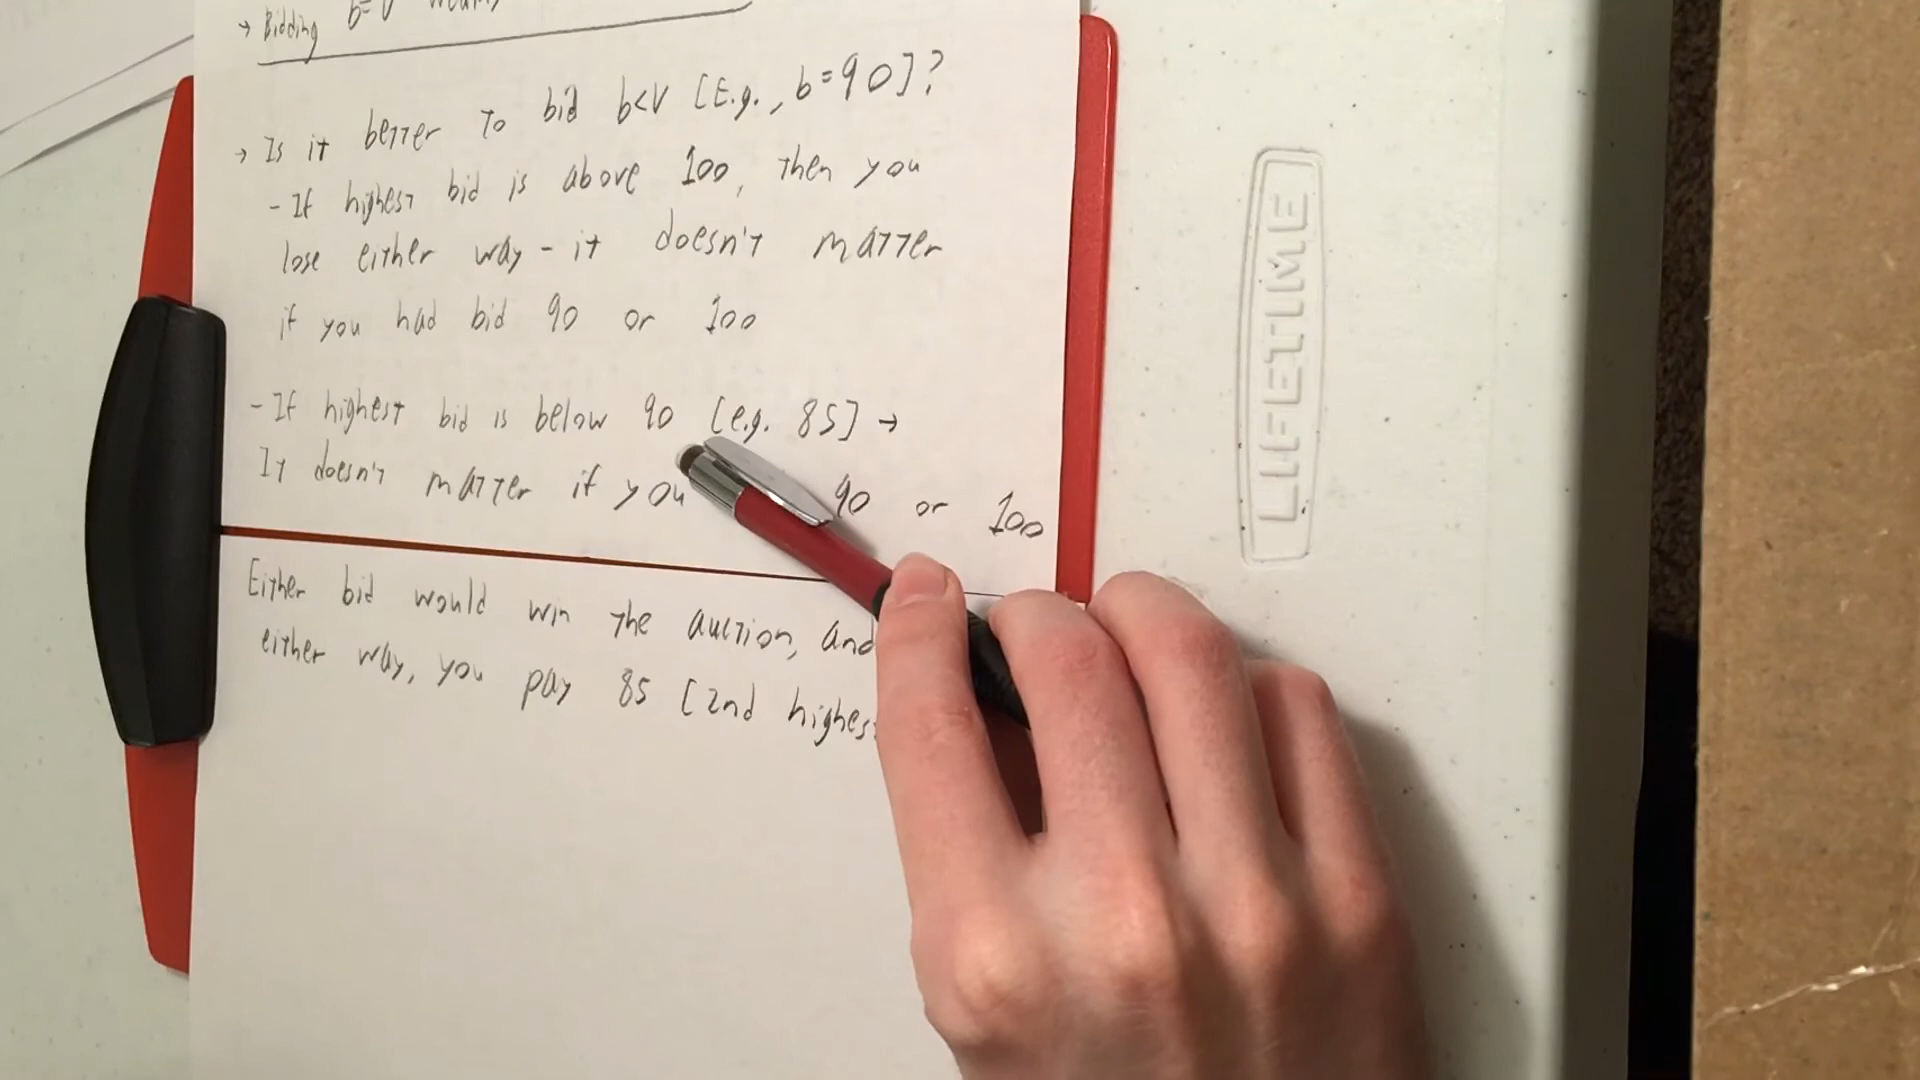 → Bidding b=v
→ Is it better to bid b<V [E.g., b=90]?
- If highest bid is above 100, then you
lose either way - it doesn't matter
if you had bid 90 or 100
- If highest bid is below 90 [e.g. 85] →
It doesn't matter if you 90 or 100
Either bid would win the auction, and
either way, you pay 85 [2nd highest
LIFETIME